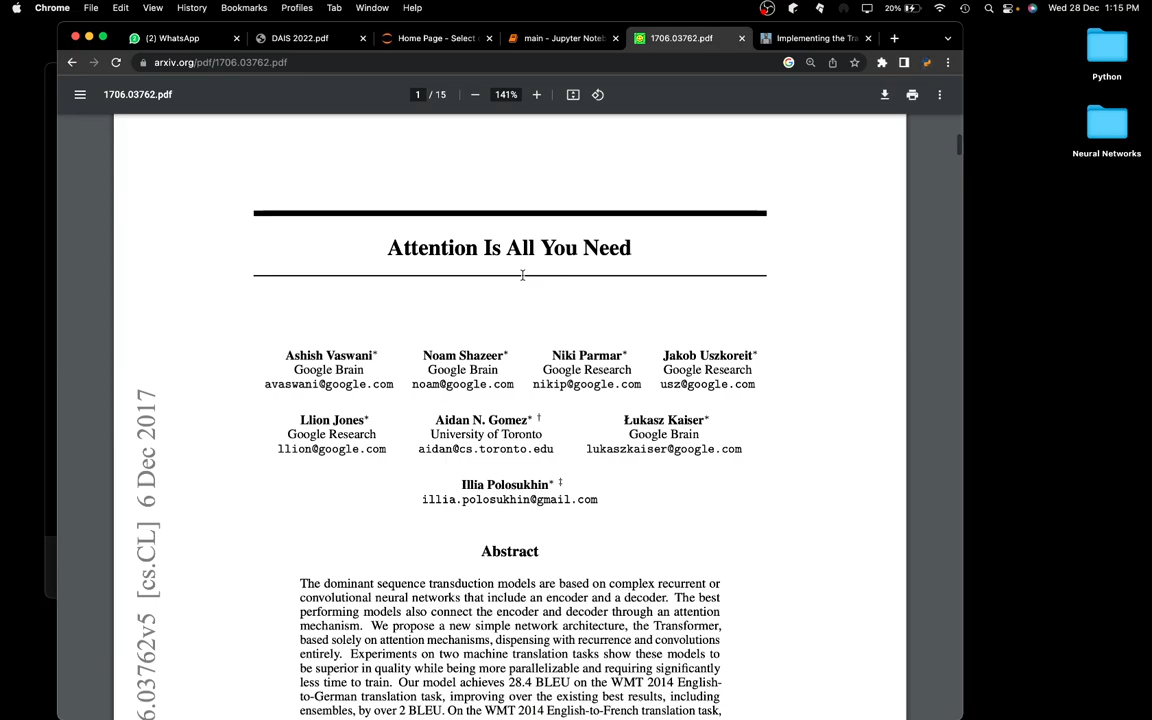 Chrome File Edit View History Bookmarks Profiles Tab Window Help 20% Wed 28 Dec 1:15 PM
(2) WhatsApp
DAIS 2022.pdf
Home Page - Select
main - Jupyter Noteb
1706.03762.pdf
Implementing the Tra
arxiv.org/pdf/1706.03762.pdf
1706.03762.pdf
1 / 15
141%
Python
Neural Networks
Attention Is All You Need
Ashish Vaswani*
Google Brain
avaswani@google.com
Noam Shazeer*
Google Brain
noam@google.com
Niki Parmar*
Google Research
nikip@google.com
Jakob Uszkoreit*
Google Research
usz@google.com
Llion Jones*
Google Research
llion@google.com
Aidan N. Gomez* †
University of Toronto
aidan@cs.toronto.edu
Łukasz Kaiser*
Google Brain
lukaszkaiser@google.com
Illia Polosukhin* ‡
illia.polosukhin@gmail.com
Abstract
The dominant sequence transduction models are based on complex recurrent or
convolutional neural networks that include an encoder and a decoder. The best
performing models also connect the encoder and decoder through an attention
mechanism. We propose a new simple network architecture, the Transformer,
based solely on attention mechanisms, dispensing with recurrence and convolutions
entirely. Experiments on two machine translation tasks show these models to
be superior in quality while being more parallelizable and requiring significantly
less time to train. Our model achieves 28.4 BLEU on the WMT 2014 English-
to-German translation task, improving over the existing best results, including
ensembles, by over 2 BLEU. On the WMT 2014 English-to-French translation task,
6.03762v5 [cs.CL] 6 Dec 2017